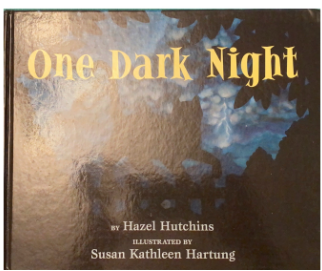 One Dark Night
BY Hazel Hutchins
ILLUSTRATED BY
Susan Kathleen Hartung